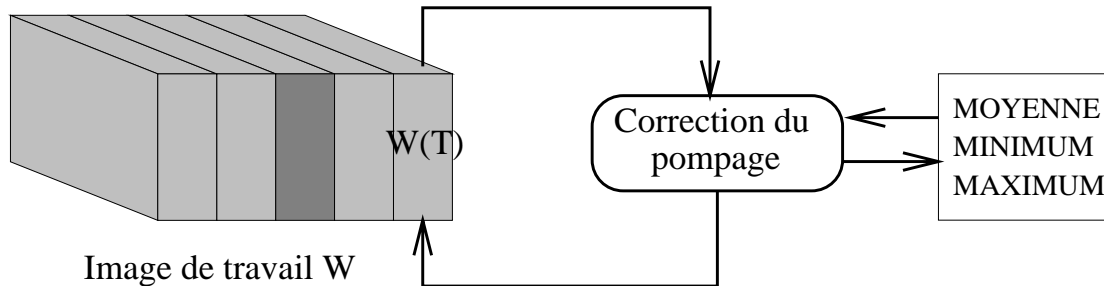 W(T)
Image de travail W
Correction du
pompage
MOYENNE
MINIMUM
MAXIMUM